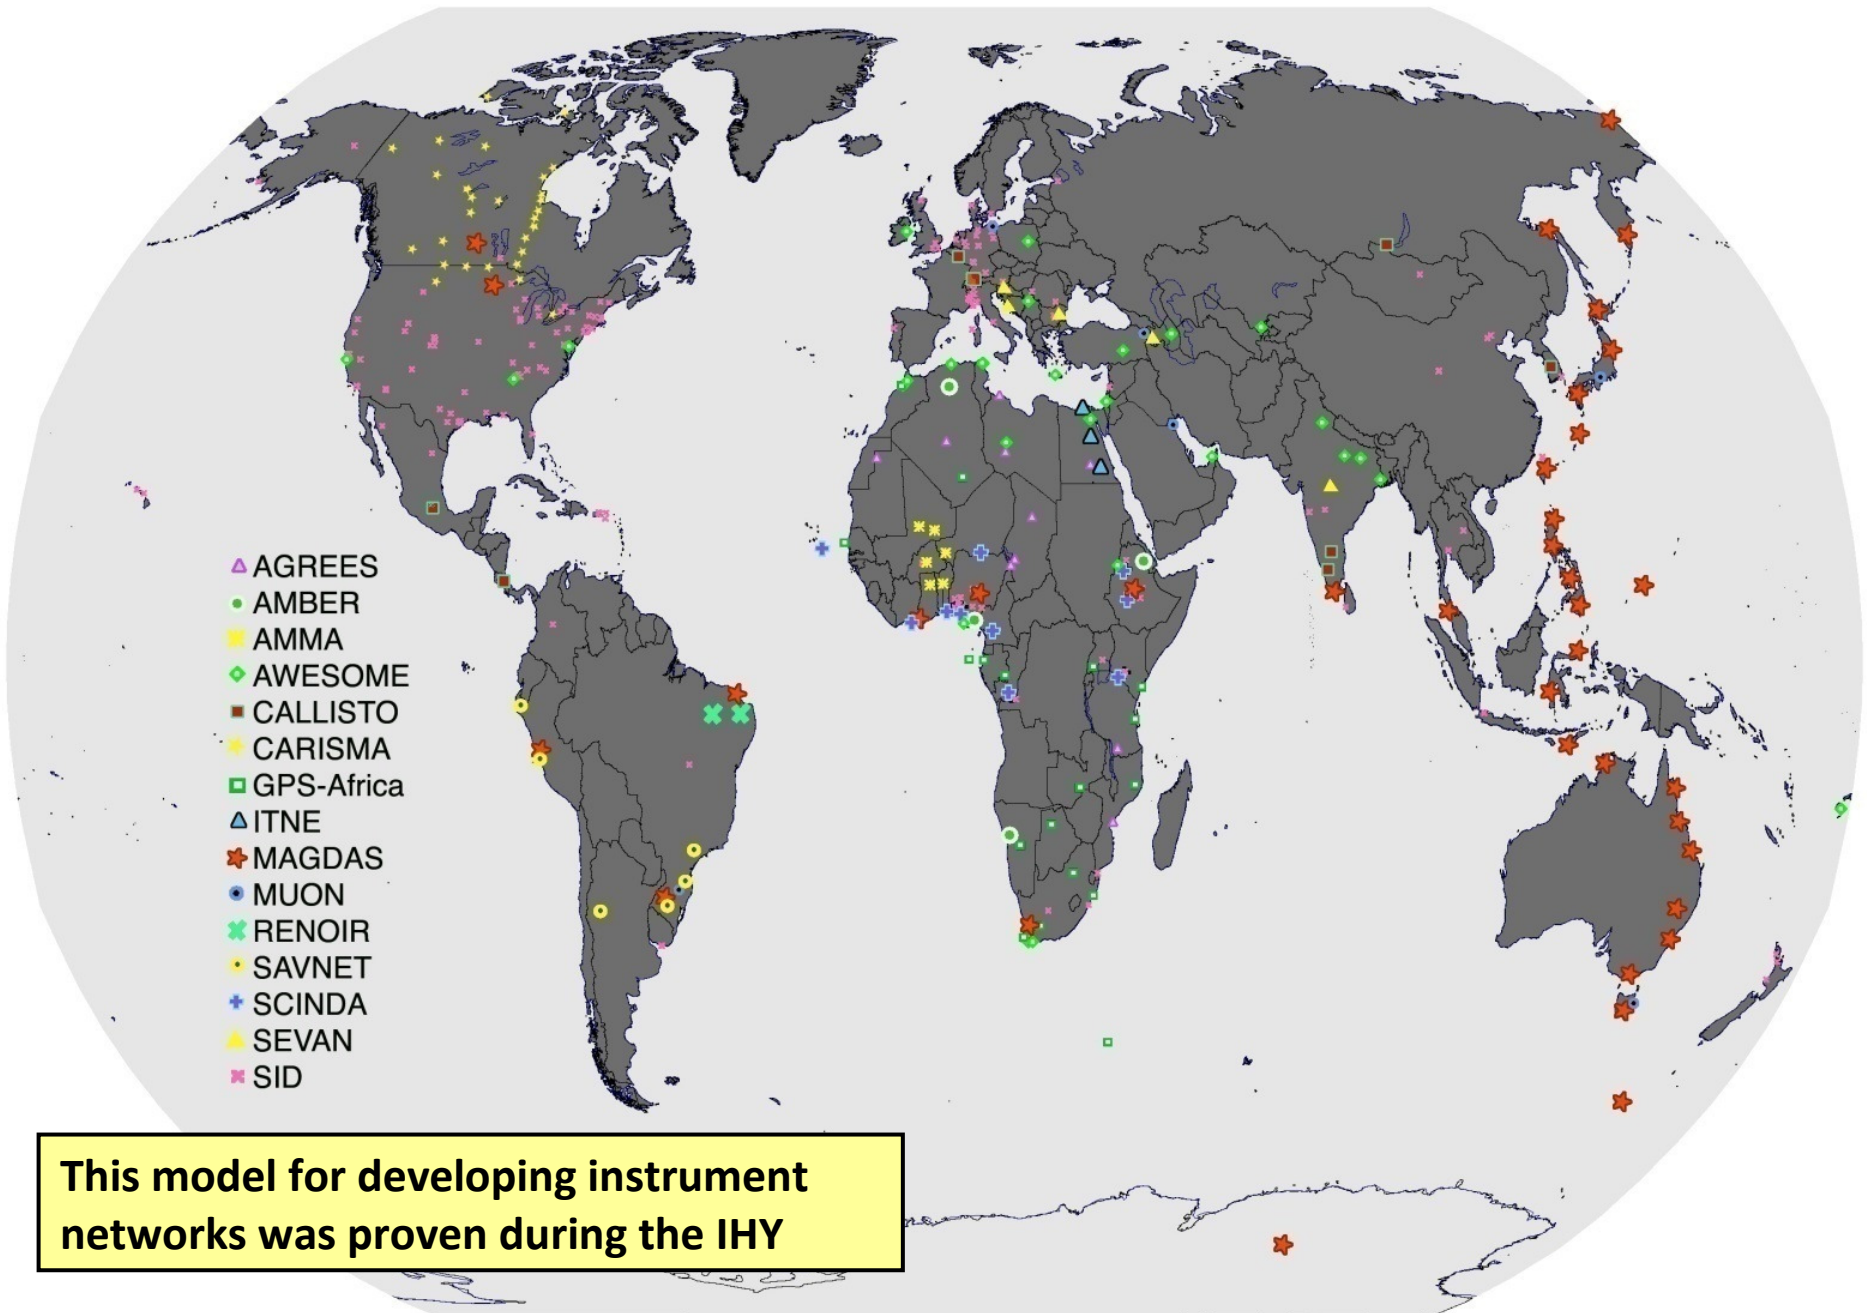 AGREES
AMBER
AMMA
AWESOME
CALLISTO
CARISMA
GPS-Africa
ITNE
MAGDAS
MUON
RENOIR
SAVNET
SCINDA
SEVAN
SID
This model for developing instrument
networks was proven during the IHY